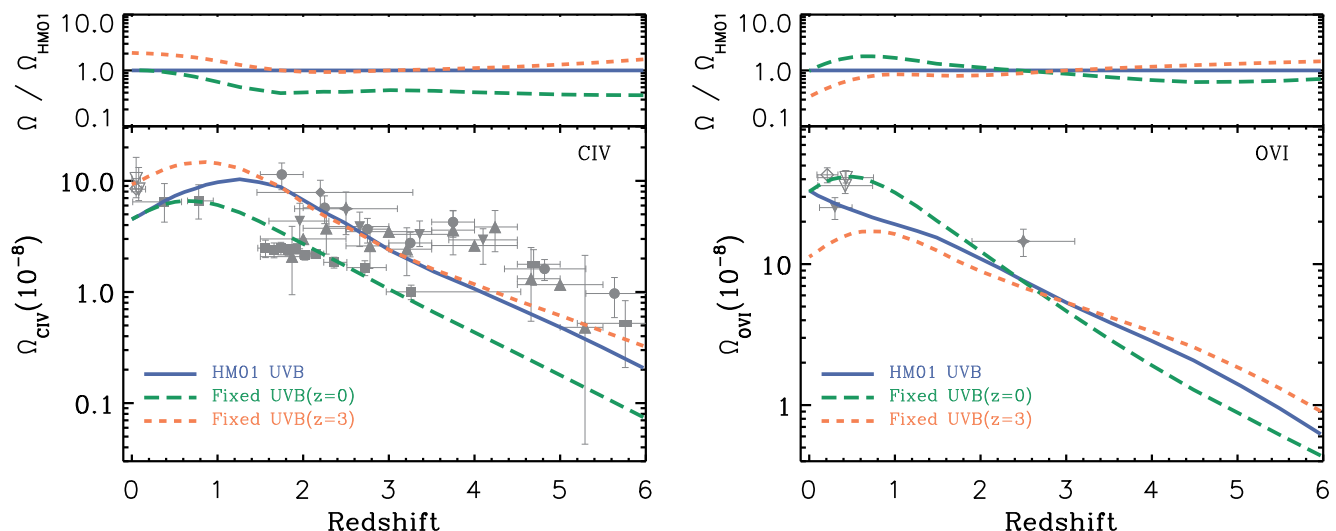 Ω / Ω_HM01
10.0
1.0
0.1
Ω_CIV(10⁻⁸)
10.0
1.0
0.1
CIV
HM01 UVB
Fixed UVB(z=0)
Fixed UVB(z=3)
0 1 2 3 4 5 6
Redshift
Ω / Ω_HM01
10.0
1.0
0.1
Ω_OVI(10⁻⁸)
10
1
OVI
HM01 UVB
Fixed UVB(z=0)
Fixed UVB(z=3)
0 1 2 3 4 5 6
Redshift